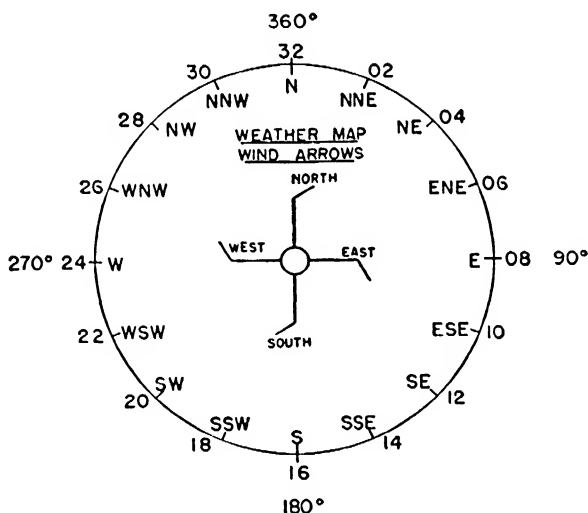 360°
32
30 02
N
NNW NNE
28 NW NE 04
WEATHER MAP
WIND ARROWS
NORTH
26 WNW ENE 06
WEST EAST
270° 24 W E 08 90°
22 WSW ESE 10
SOUTH
SW SE
20 12
SSW SSE
18 S 14
16
180°